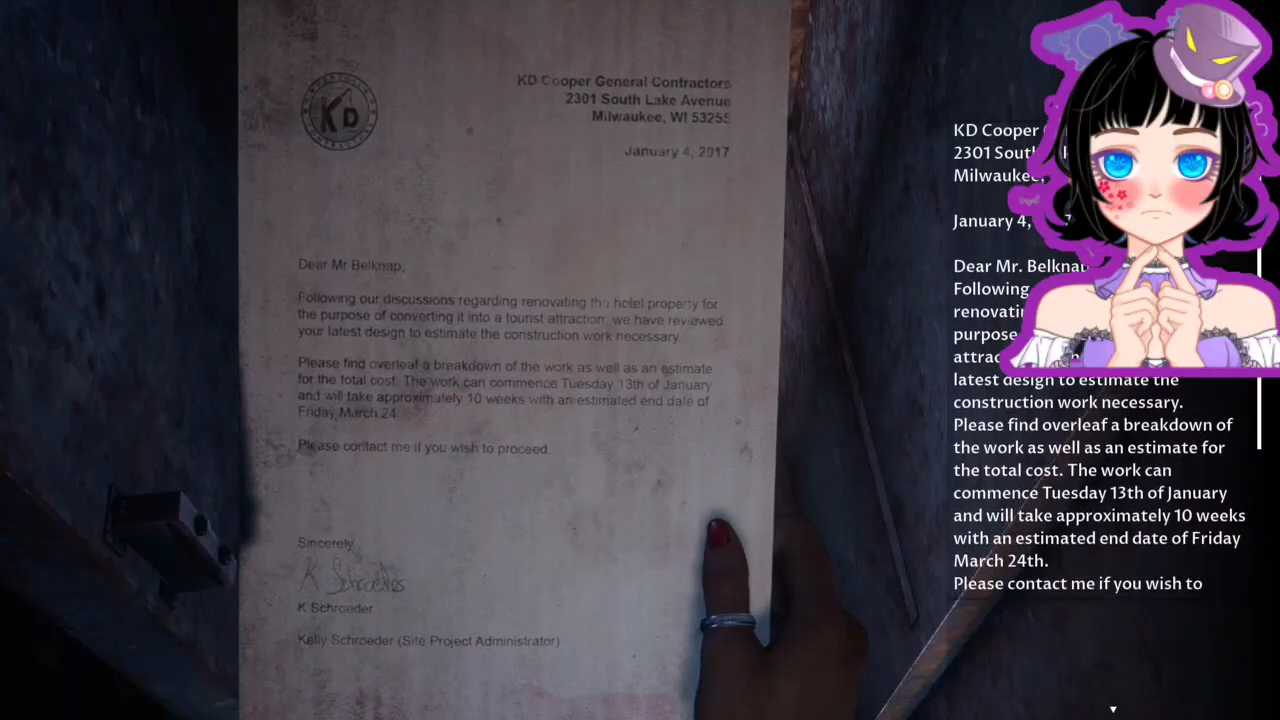 KD
KD Cooper General Contractors
2301 South Lake Avenue
Milwaukee, WI 53255
January 4, 2017
Dear Mr Belknap,
Following our discussions regarding renovating the hotel property for
the purpose of converting it into a tourist attraction, we have reviewed
your latest design to estimate the construction work necessary.
Please find overleaf a breakdown of the work as well as an estimate
for the total cost. The work can commence Tuesday 13th of January
and will take approximately 10 weeks with an estimated end date of
Friday March 24.
Please contact me if you wish to proceed.
Sincerely
K Schroeder
K Schroeder
Kelly Schroeder (Site Project Administrator)
KD Cooper
2301 South
Milwaukee,
January 4,
Dear Mr. Belknap
Following
renovating
purpose
latest design to estimate the
construction work necessary.
Please find overleaf a breakdown of
the work as well as an estimate for
the total cost. The work can
commence Tuesday 13th of January
and will take approximately 10 weeks
with an estimated end date of Friday
March 24th.
Please contact me if you wish to